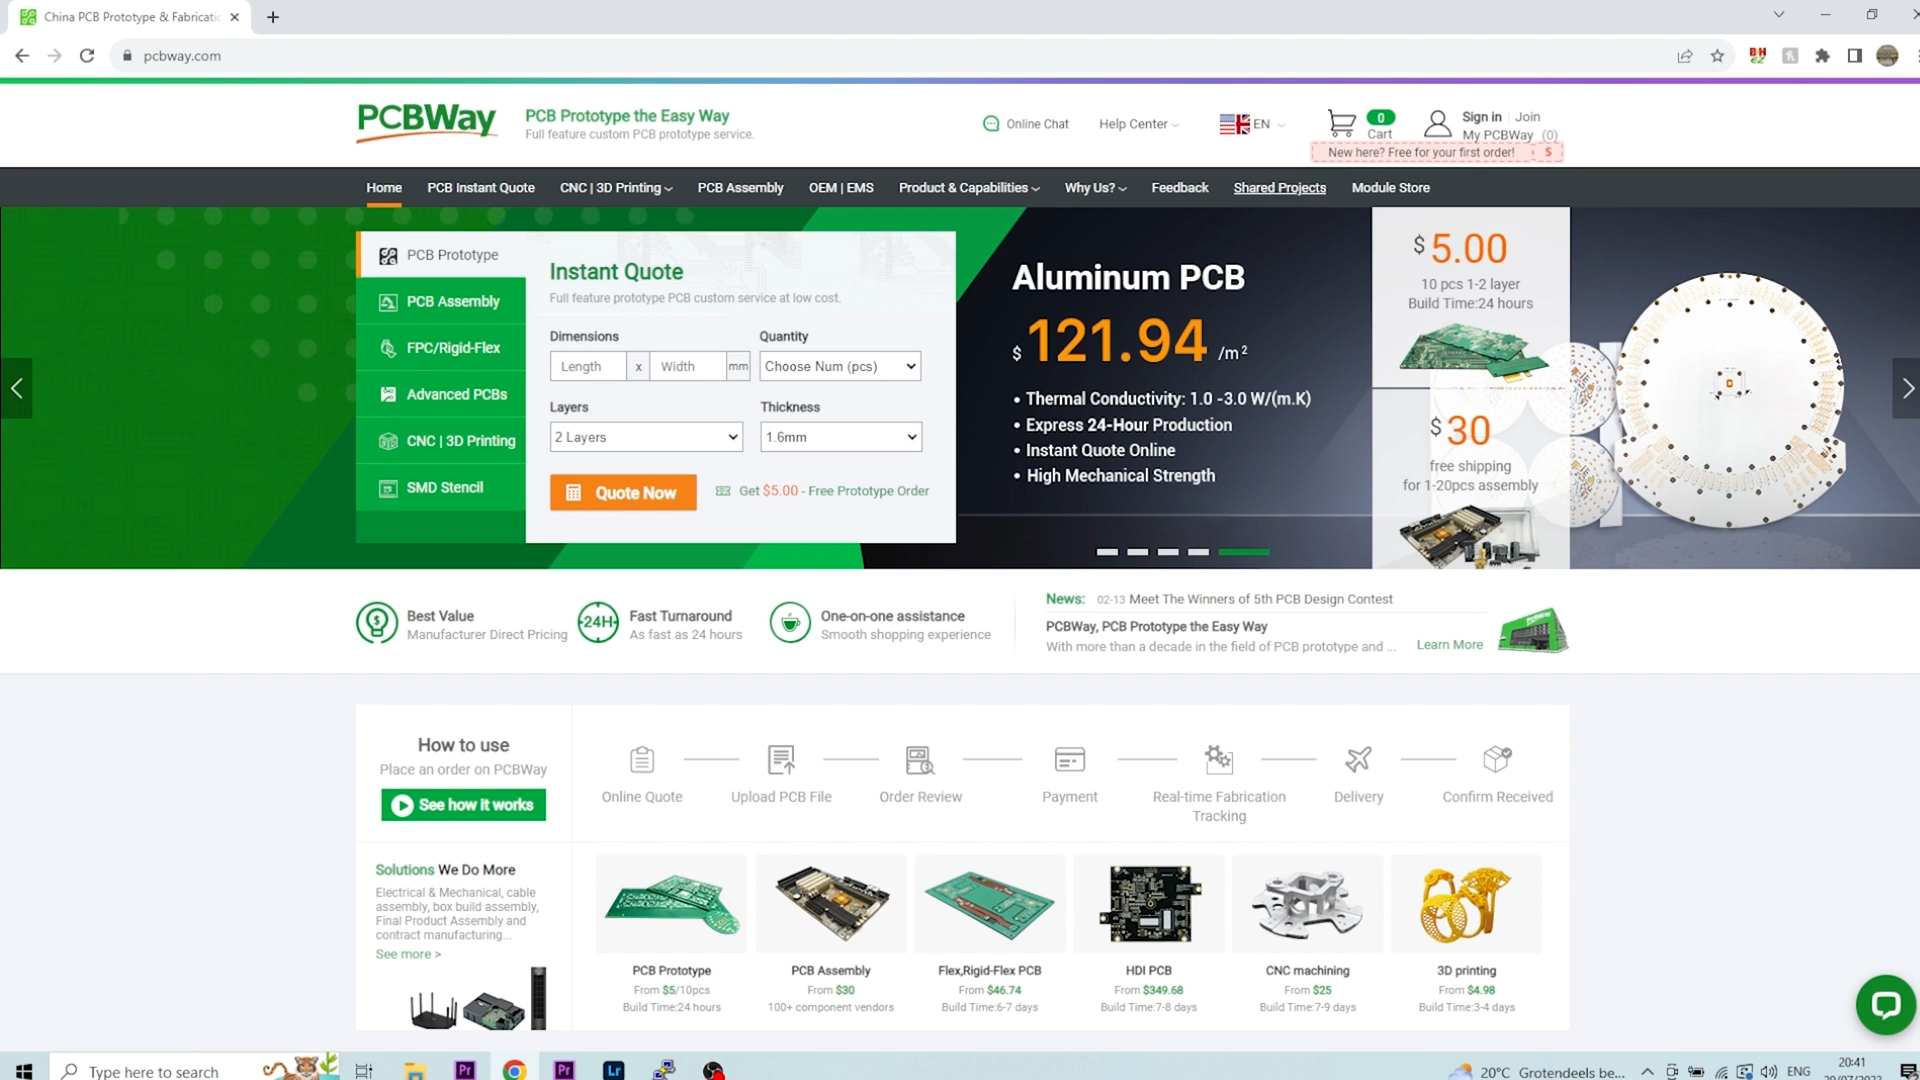 China PCB Prototype & Fabricatio
pcbway.com
PCBWay
PCB Prototype the Easy Way
Full feature custom PCB prototype service.
Online Chat
Help Center
EN
0
Cart
Sign in
Join
My PCBWay (0)
New here? Free for your first order! $
Home
PCB Instant Quote
CNC | 3D Printing
PCB Assembly
OEM | EMS
Product & Capabilities
Why Us?
Feedback
Shared Projects
Module Store
PCB Prototype
PCB Assembly
FPC/Rigid-Flex
Advanced PCBs
CNC | 3D Printing
SMD Stencil
Instant Quote
Full feature prototype PCB custom service at low cost.
Dimensions
Quantity
Length x Width mm
Choose Num (pcs)
Layers
Thickness
2 Layers
1.6mm
Quote Now
Get $5.00 - Free Prototype Order
Aluminum PCB
$ 121.94 /m²
• Thermal Conductivity: 1.0 -3.0 W/(m.K)
• Express 24-Hour Production
• Instant Quote Online
• High Mechanical Strength
$ 5.00
10 pcs 1-2 layer
Build Time:24 hours
$ 30
free shipping
for 1-20pcs assembly
Best Value
Manufacturer Direct Pricing
24H
Fast Turnaround
As fast as 24 hours
One-on-one assistance
Smooth shopping experience
News: 02-13 Meet The Winners of 5th PCB Design Contest
PCBWay, PCB Prototype the Easy Way
With more than a decade in the field of PCB prototype and ...
Learn More
How to use
Place an order on PCBWay
See how it works
Online Quote
Upload PCB File
Order Review
Payment
Real-time Fabrication
Tracking
Delivery
Confirm Received
Solutions We Do More
Electrical & Mechanical, cable
assembly, box build assembly,
Final Product Assembly and
contract manufacturing...
See more >
PCB Prototype
From $5/10pcs
Build Time:24 hours
PCB Assembly
From $30
100+ component vendors
Flex,Rigid-Flex PCB
From $46.74
Build Time:6-7 days
HDI PCB
From $349.68
Build Time:7-8 days
CNC machining
From $25
Build Time:7-9 days
3D printing
From $4.98
Build Time:3-4 days
Type here to search
Pr
Pr
Lr
20°C Grotendeels be...
ENG
20:41